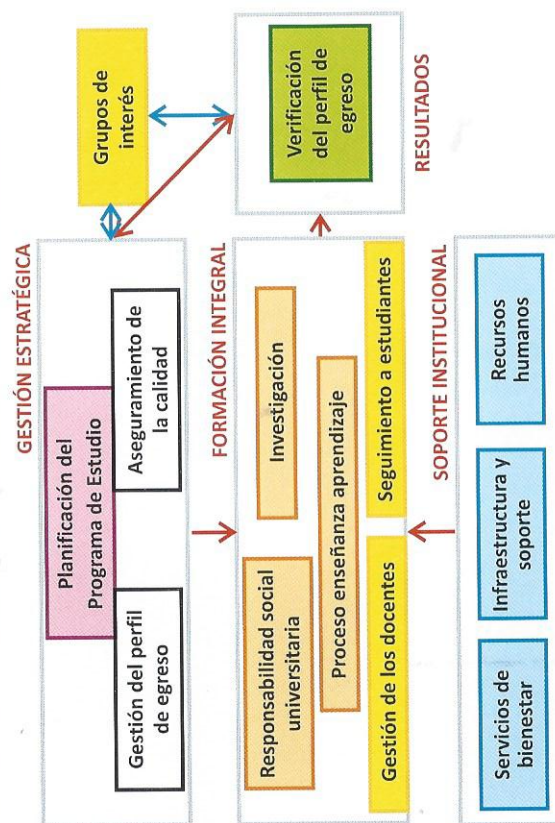 GESTIÓN ESTRATÉGICA
Planificación del
Programa de Estudio
Gestión del perfil
de egreso
Aseguramiento de
la calidad
Grupos de
interés
FORMACIÓN INTEGRAL
Responsabilidad social
universitaria
Investigación
Proceso enseñanza aprendizaje
Gestión de los docentes
Seguimiento a estudiantes
Verificación
del perfil de
egreso
RESULTADOS
SOPORTE INSTITUCIONAL
Servicios de
bienestar
Infraestructura y
soporte
Recursos
humanos